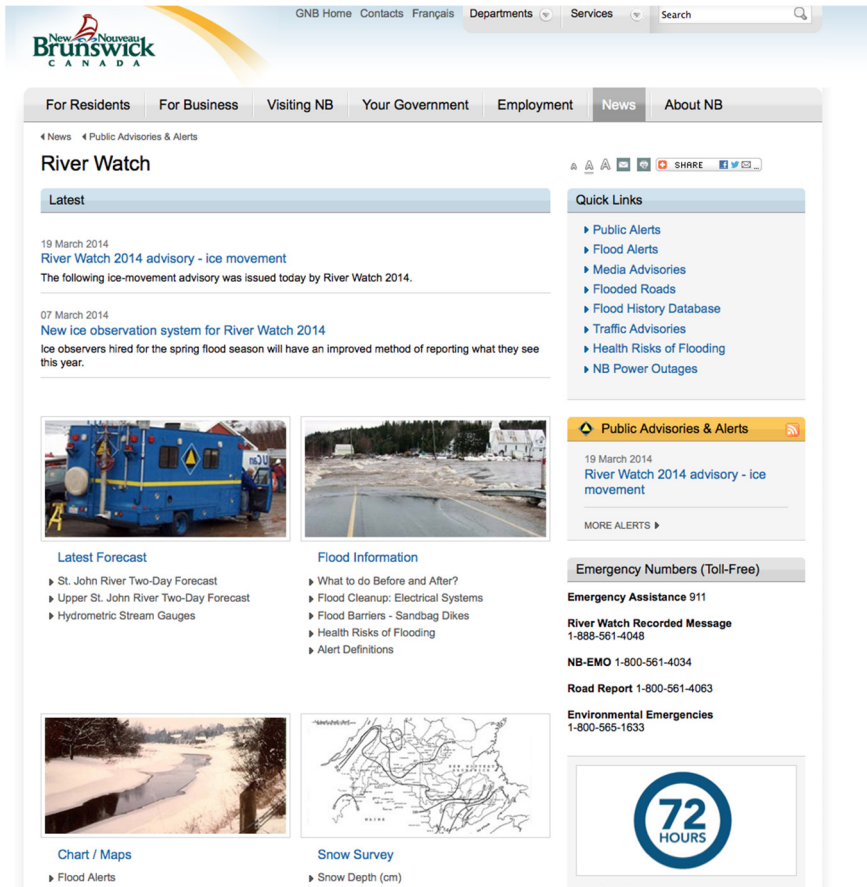 New Nouveau
Brunswick
CANADA
GNB Home Contacts Français Departments Services Search
For Residents For Business Visiting NB Your Government Employment News About NB
News Public Advisories & Alerts
River Watch
A A A SHARE ...
Latest
19 March 2014
River Watch 2014 advisory - ice movement
The following ice-movement advisory was issued today by River Watch 2014.
07 March 2014
New ice observation system for River Watch 2014
Ice observers hired for the spring flood season will have an improved method of reporting what they see
this year.
Quick Links
Public Alerts
Flood Alerts
Media Advisories
Flooded Roads
Flood History Database
Traffic Advisories
Health Risks of Flooding
NB Power Outages
Public Advisories & Alerts
19 March 2014
River Watch 2014 advisory - ice
movement
MORE ALERTS
Latest Forecast
St. John River Two-Day Forecast
Upper St. John River Two-Day Forecast
Hydrometric Stream Gauges
Flood Information
What to do Before and After?
Flood Cleanup: Electrical Systems
Flood Barriers - Sandbag Dikes
Health Risks of Flooding
Alert Definitions
Emergency Numbers (Toll-Free)
Emergency Assistance 911
River Watch Recorded Message
1-888-561-4048
NB-EMO 1-800-561-4034
Road Report 1-800-561-4063
Environmental Emergencies
1-800-565-1633
72
HOURS
Chart / Maps
Flood Alerts
Snow Survey
Snow Depth (cm)